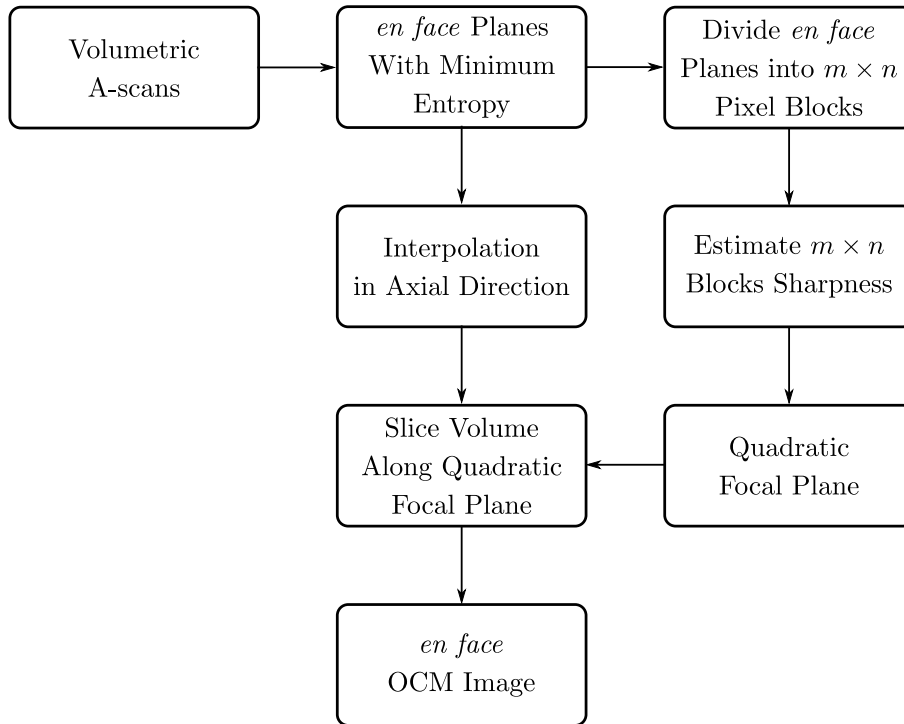 Volumetric
A-scans
en face Planes
With Minimum
Entropy
Divide en face
Planes into m × n
Pixel Blocks
Interpolation
in Axial Direction
Estimate m × n
Blocks Sharpness
Slice Volume
Along Quadratic
Focal Plane
Quadratic
Focal Plane
en face
OCM Image